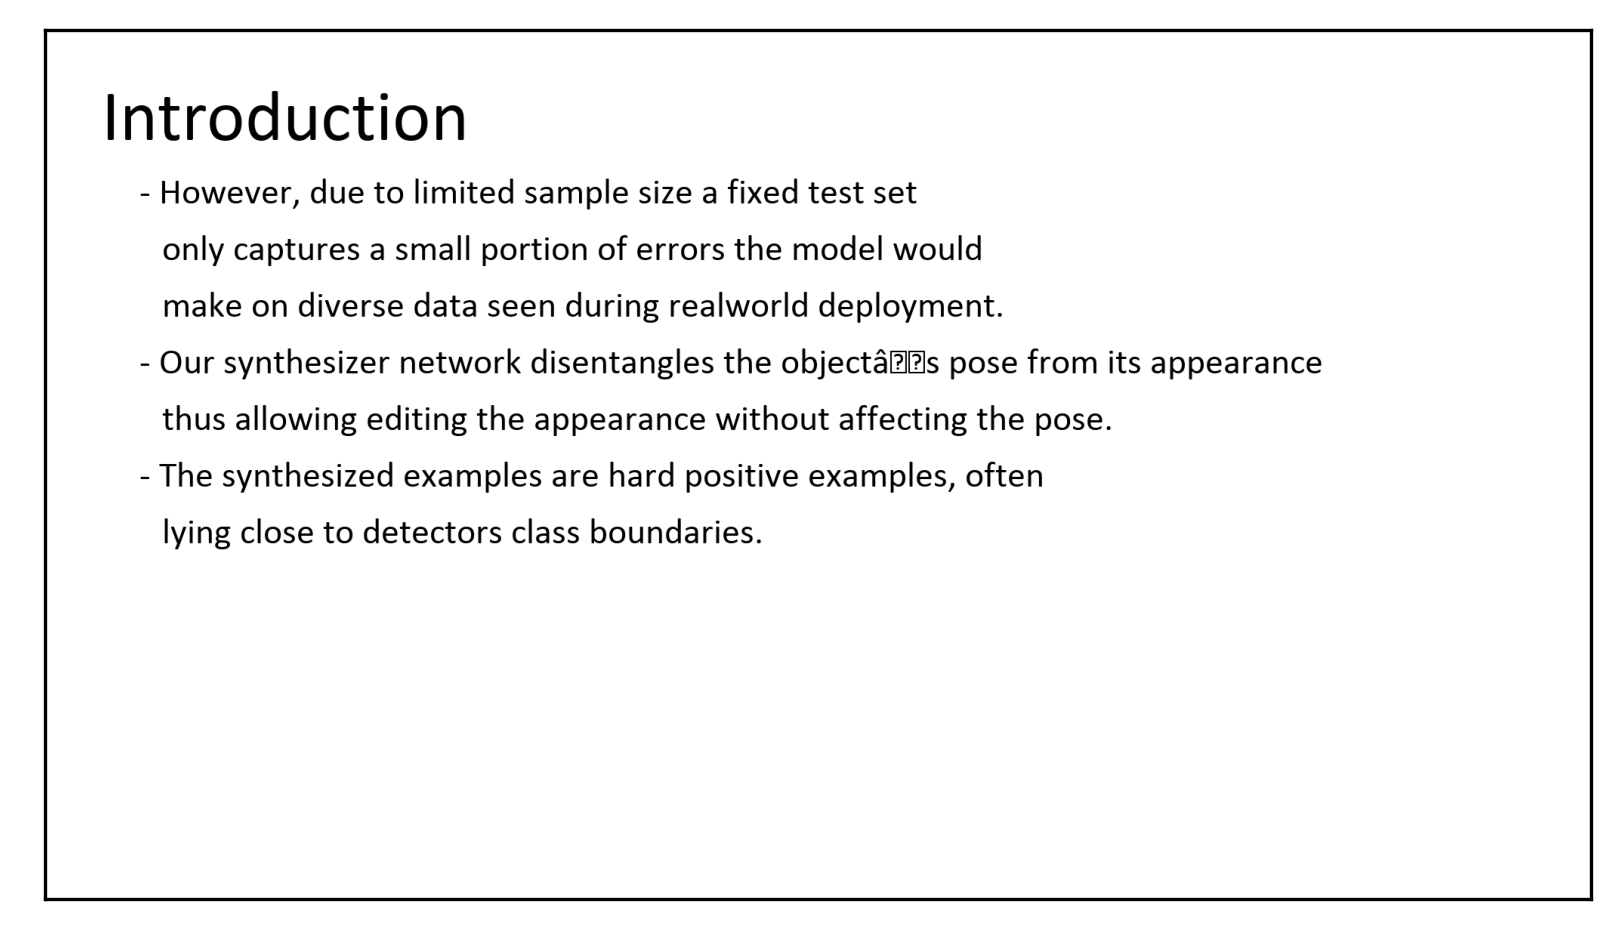 Introduction
- However, due to limited sample size a fixed test set
only captures a small portion of errors the model would
make on diverse data seen during realworld deployment.
- Our synthesizer network disentangles the objectâ⍰⍰s pose from its appearance
thus allowing editing the appearance without affecting the pose.
- The synthesized examples are hard positive examples, often
lying close to detectors class boundaries.